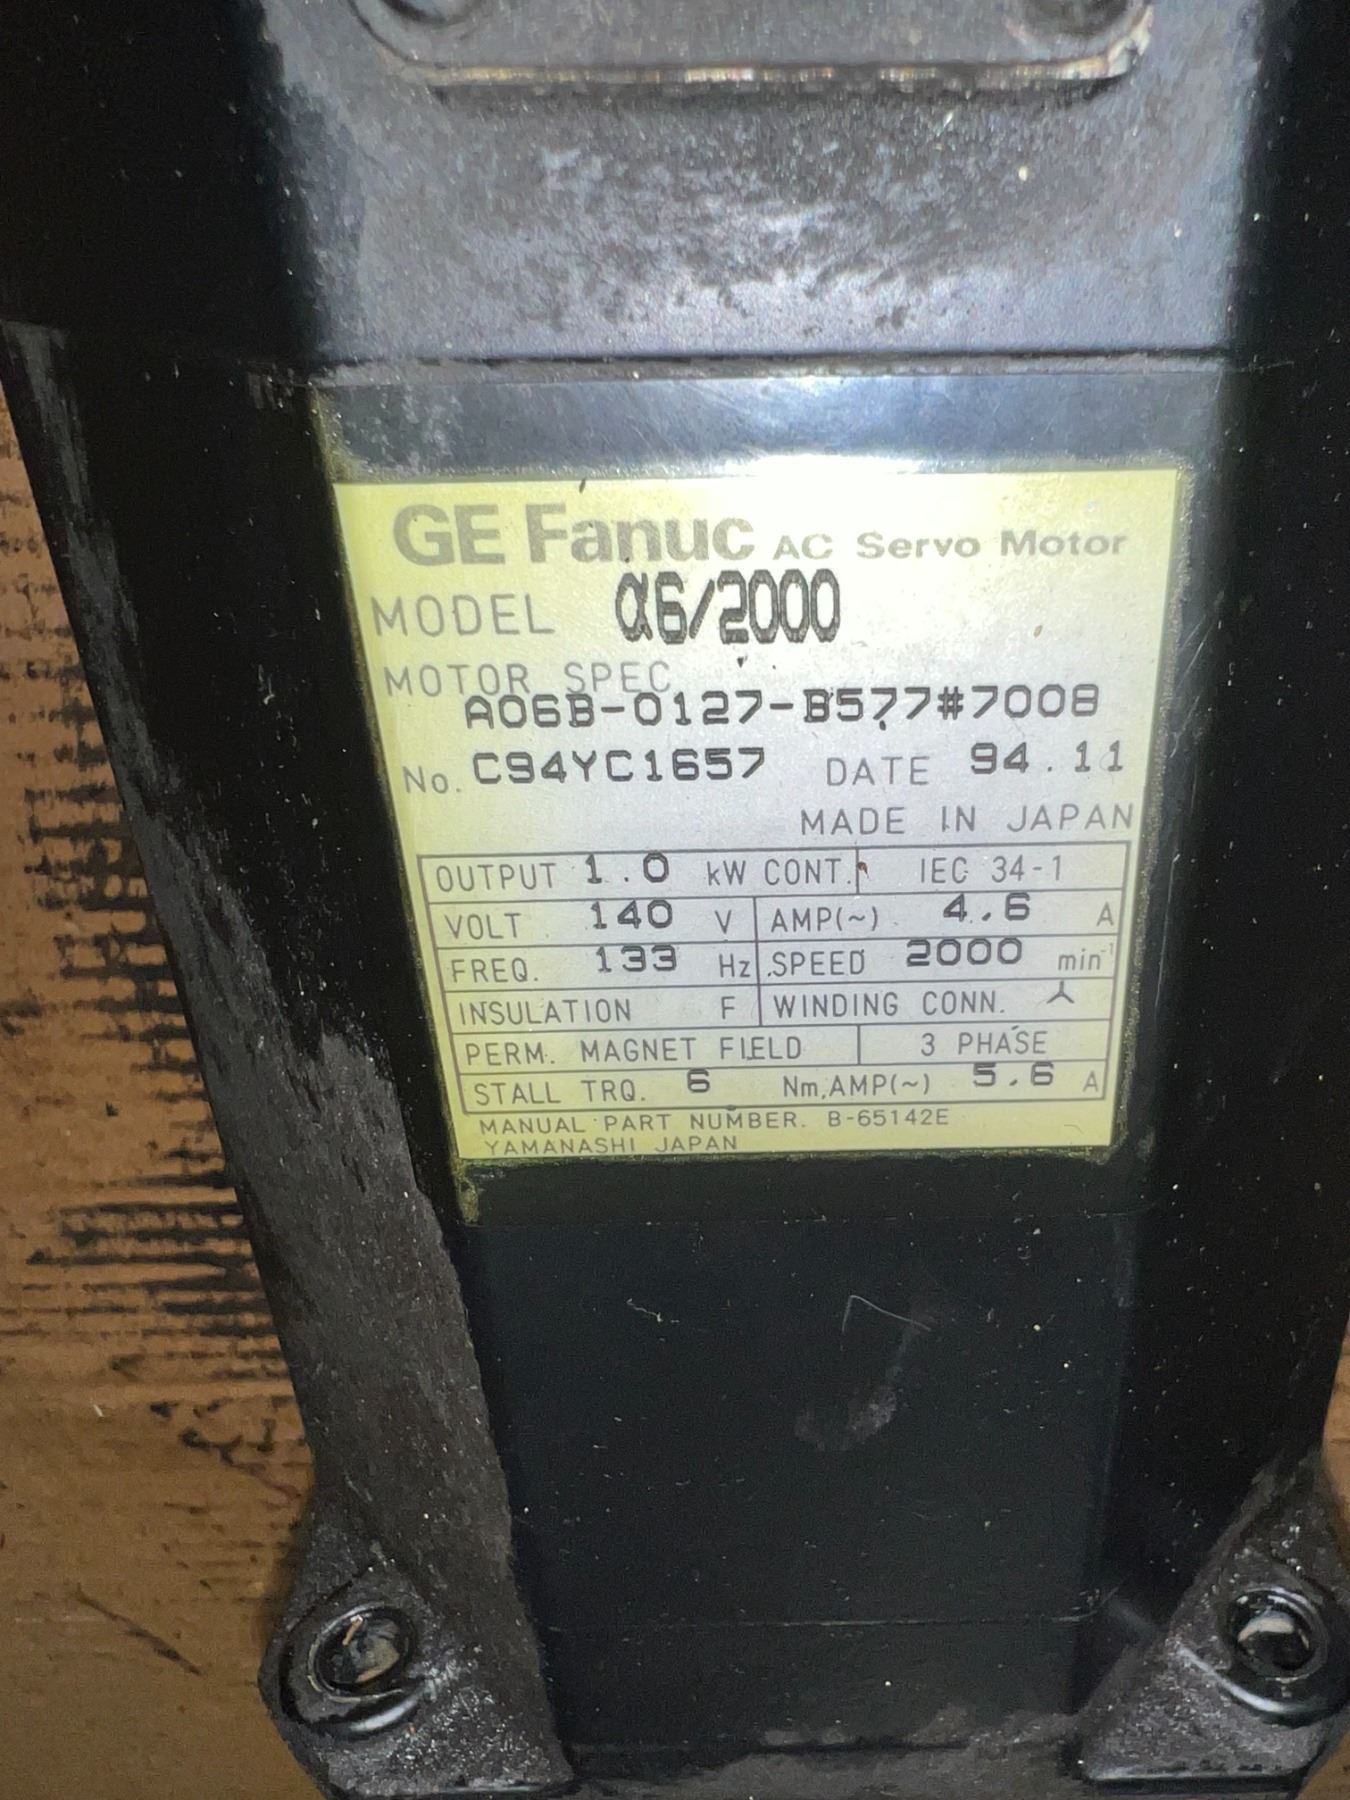 GE Fanuc AC Servo Motor
MODEL α6/2000
MOTOR SPEC.
A06B-0127-B577#7008
No. C94YC1657 DATE 94.11
MADE IN JAPAN
OUTPUT 1.0 kW CONT. IEC 34-1
VOLT 140 V AMP(~) 4.6 A
FREQ. 133 Hz SPEED 2000 min⁻¹
INSULATION F WINDING CONN. ⅄
PERM. MAGNET FIELD 3 PHASE
STALL TRQ. 6 Nm, AMP(~) 5.6 A
MANUAL PART NUMBER. B-65142E
YAMANASHI JAPAN